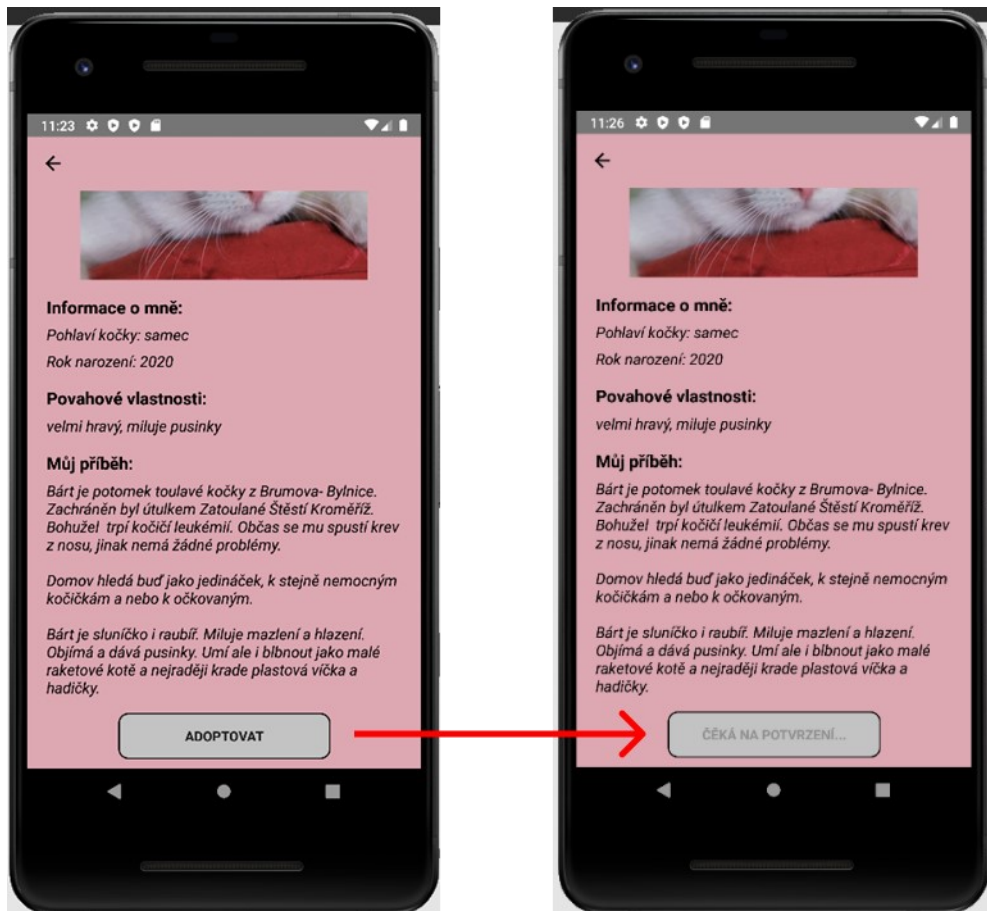 11:23
Informace o mně:
Pohlaví kočky: samec
Rok narození: 2020
Povahové vlastnosti:
velmi hravý, miluje pusinky
Můj příběh:
Bárt je potomek toulavé kočky z Brumova- Bylnice.
Zachráněn byl útulkem Zatoulané Štěstí Kroměříž.
Bohužel  trpí kočičí leukémií. Občas se mu spustí krev
z nosu, jinak nemá žádné problémy.
Domov hledá buď jako jedináček, k stejně nemocným
kočičkám a nebo k očkovaným.
Bárt je sluníčko i raubíř. Miluje mazlení a hlazení.
Objímá a dává pusinky. Umí ale i blbnout jako malé
raketové kotě a nejraději krade plastová víčka a
hadičky.
ADOPTOVAT
11:26
Informace o mně:
Pohlaví kočky: samec
Rok narození: 2020
Povahové vlastnosti:
velmi hravý, miluje pusinky
Můj příběh:
Bárt je potomek toulavé kočky z Brumova- Bylnice.
Zachráněn byl útulkem Zatoulané Štěstí Kroměříž.
Bohužel  trpí kočičí leukémií. Občas se mu spustí krev
z nosu, jinak nemá žádné problémy.
Domov hledá buď jako jedináček, k stejně nemocným
kočičkám a nebo k očkovaným.
Bárt je sluníčko i raubíř. Miluje mazlení a hlazení.
Objímá a dává pusinky. Umí ale i blbnout jako malé
raketové kotě a nejraději krade plastová víčka a
hadičky.
ČĚKÁ NA POTVRZENÍ...